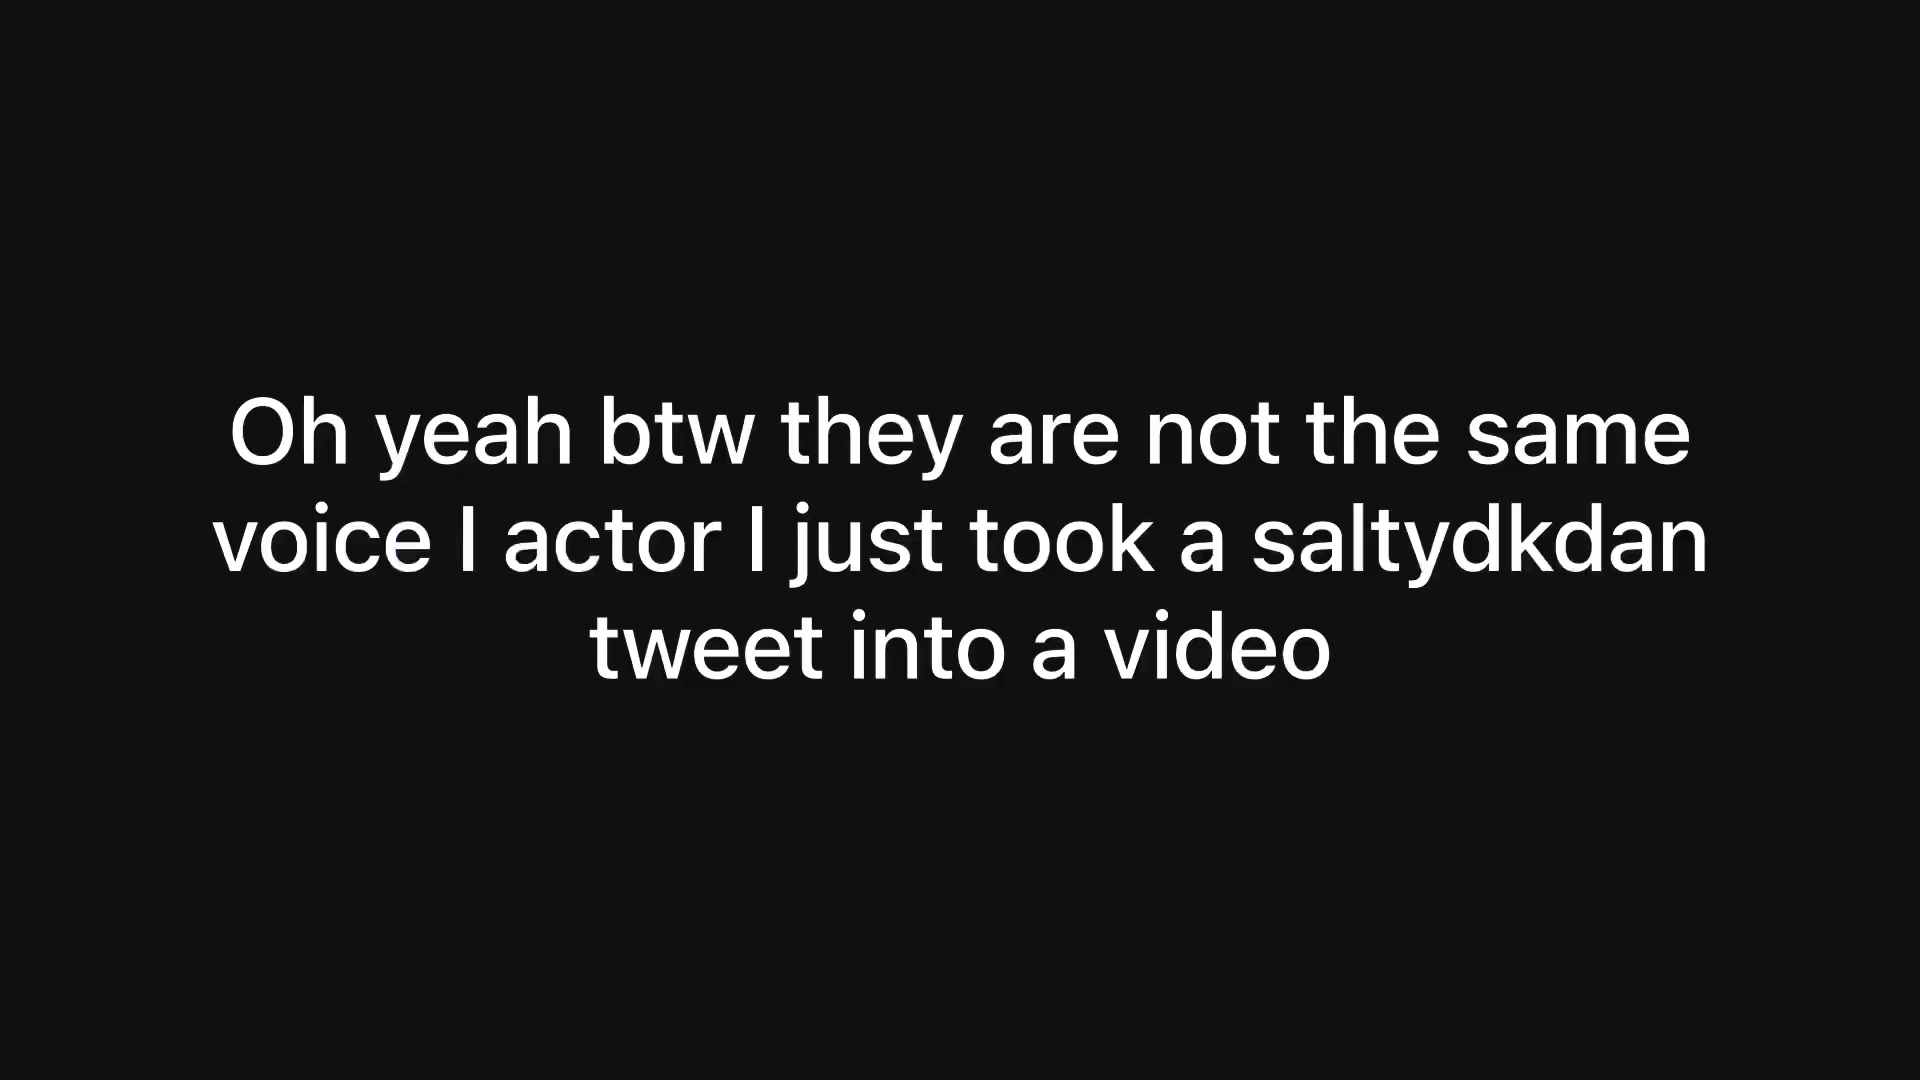 Oh yeah btw they are not the same
voice I actor I just took a saltydkdan
tweet into a video